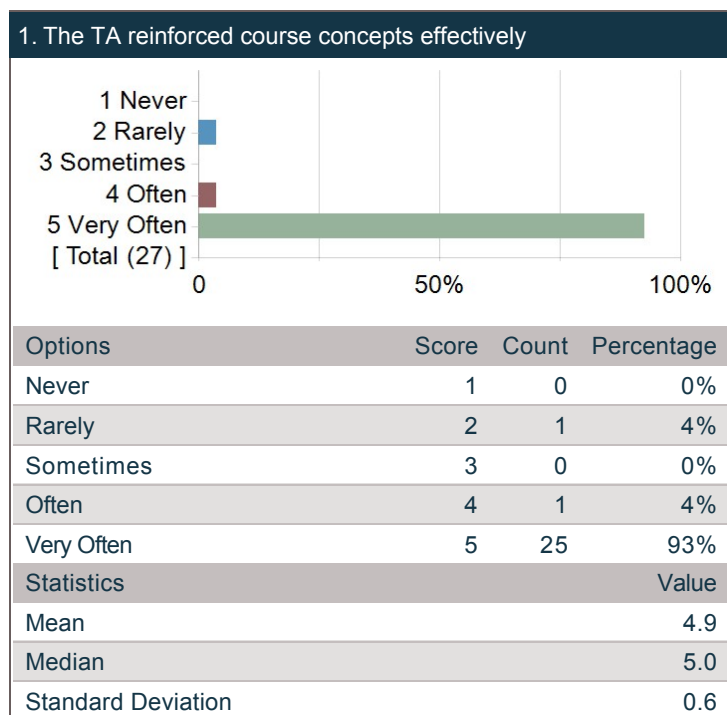 1. The TA reinforced course concepts effectively
1 Never
2 Rarely
3 Sometimes
4 Often
5 Very Often
[ Total (27) ]
0 50% 100%
Options Score Count Percentage
Never 1 0 0%
Rarely 2 1 4%
Sometimes 3 0 0%
Often 4 1 4%
Very Often 5 25 93%
Statistics Value
Mean 4.9
Median 5.0
Standard Deviation 0.6